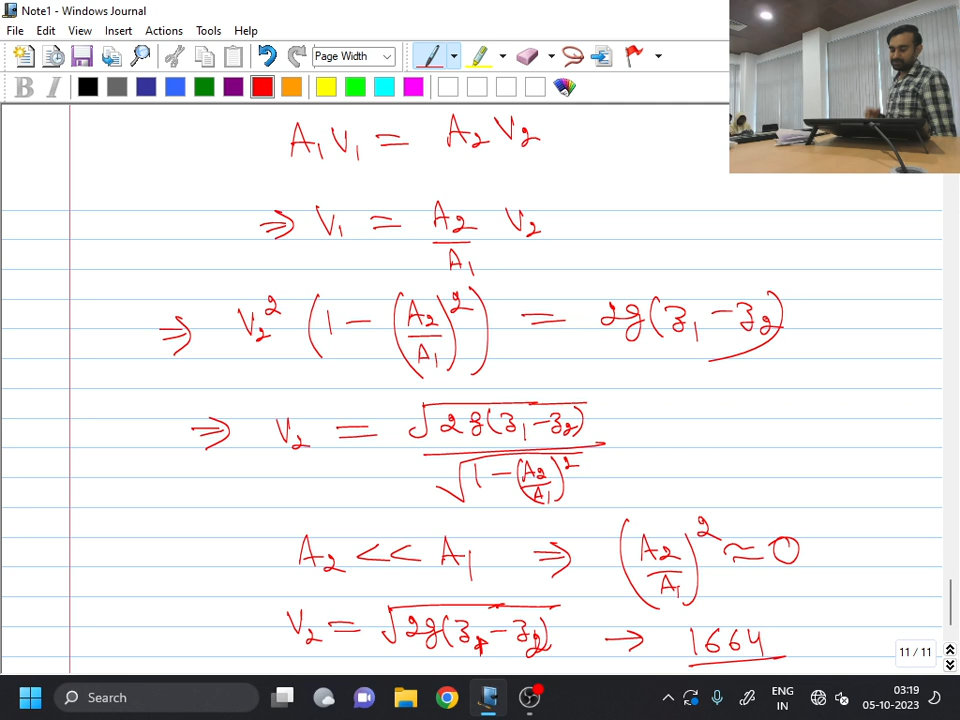 Note1 - Windows Journal
File Edit View Insert Actions Tools Help
Page Width
B I
A₁V₁ = A₂V₂
⇒ V₁ = A₂/A₁ V₂
⇒ V₂² (1 − (A₂/A₁)²) = 2g(z₁ − z₂)
⇒ V₂ = √2g(z₁−z₂) / √1−(A₂/A₁)²
A₂ << A₁ ⇒ (A₂/A₁)² ≈ 0
V₂ = √2g(z₁−z₂) → 1664
11 / 11
Search
ENG
IN
03:19
05-10-2023